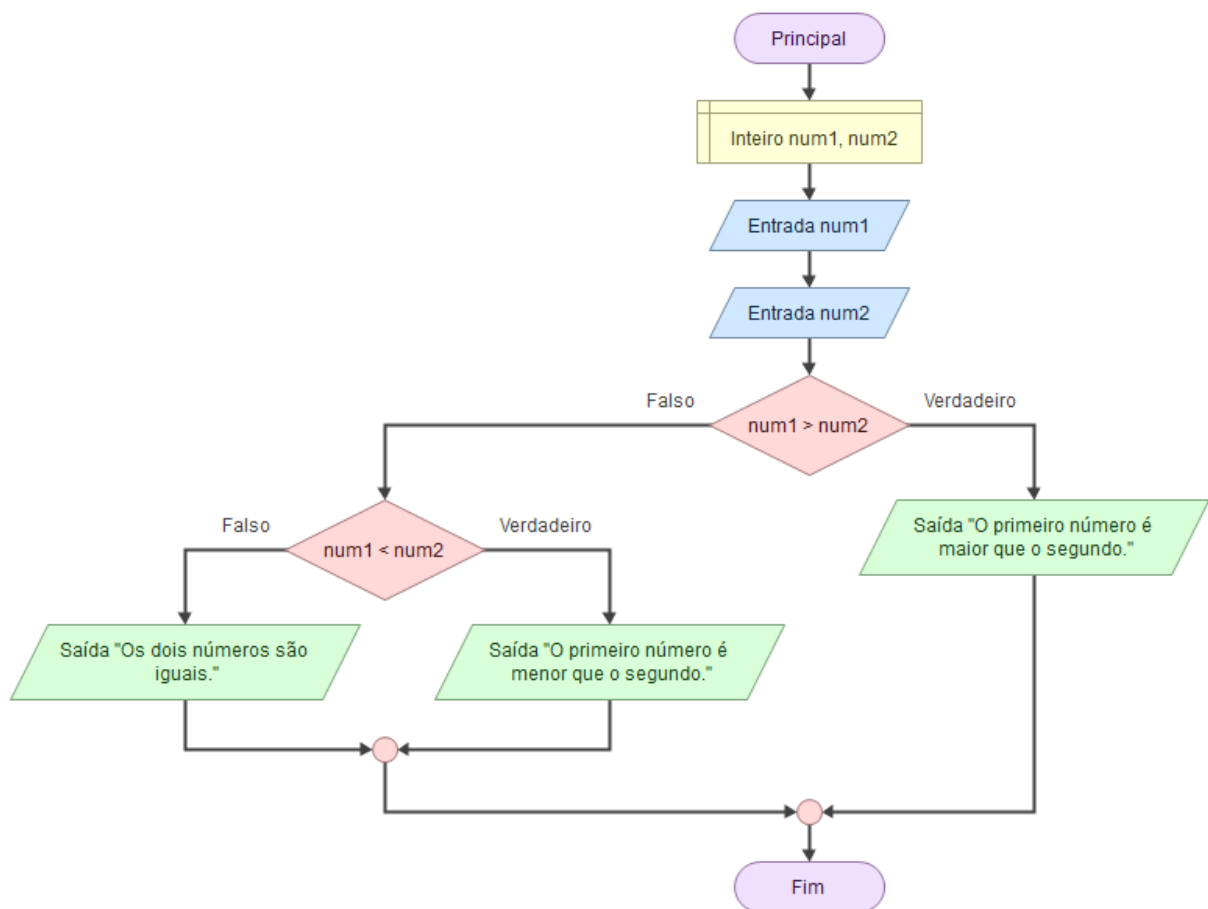 Principal
Inteiro num1, num2
Entrada num1
Entrada num2
Falso
Verdadeiro
num1 > num2
Falso
Verdadeiro
num1 < num2
Saída "O primeiro número é
maior que o segundo."
Saída "Os dois números são
iguais."
Saída "O primeiro número é
menor que o segundo."
Fim